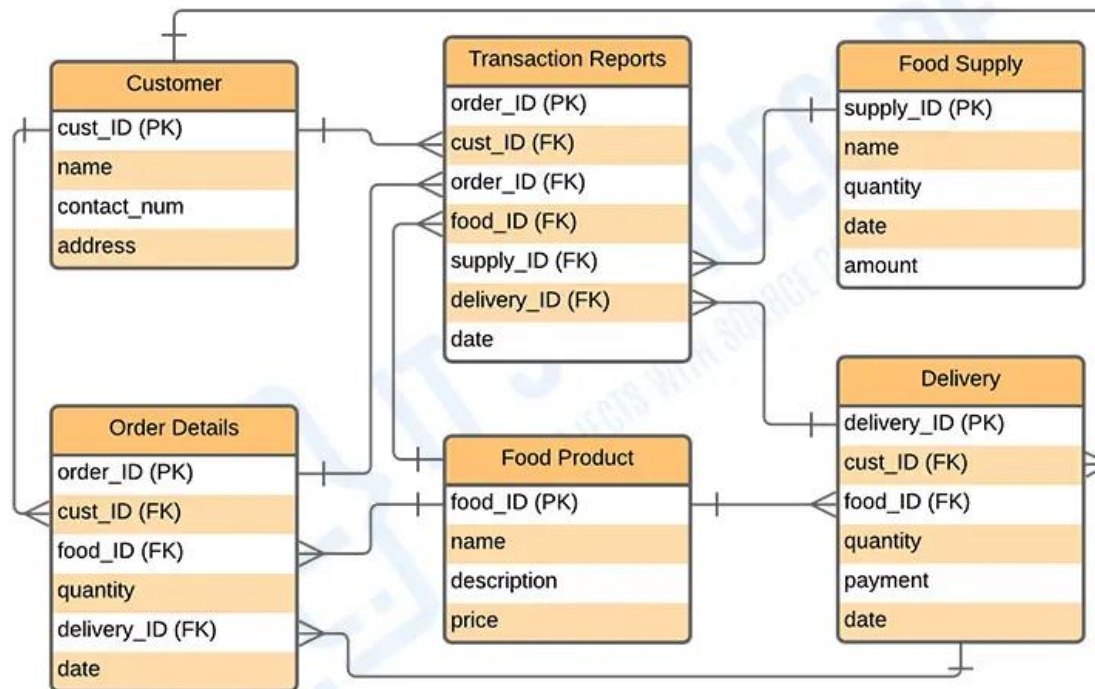 Customer
cust_ID (PK)
name
contact_num
address
Transaction Reports
order_ID (PK)
cust_ID (FK)
order_ID (FK)
food_ID (FK)
supply_ID (FK)
delivery_ID (FK)
date
Food Supply
supply_ID (PK)
name
quantity
date
amount
Order Details
order_ID (PK)
cust_ID (FK)
food_ID (FK)
quantity
delivery_ID (FK)
date
Food Product
food_ID (PK)
name
description
price
Delivery
delivery_ID (PK)
cust_ID (FK)
food_ID (FK)
quantity
payment
date